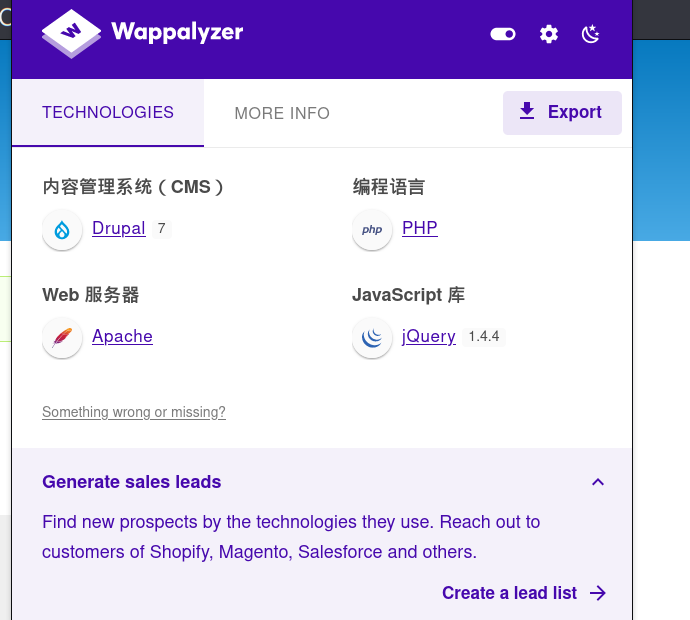 Wappalyzer
TECHNOLOGIES
MORE INFO
Export
内容管理系统（CMS）
Drupal 7
编程语言
php PHP
Web 服务器
Apache
JavaScript 库
jQuery 1.4.4
Something wrong or missing?
Generate sales leads
Find new prospects by the technologies they use. Reach out to
customers of Shopify, Magento, Salesforce and others.
Create a lead list